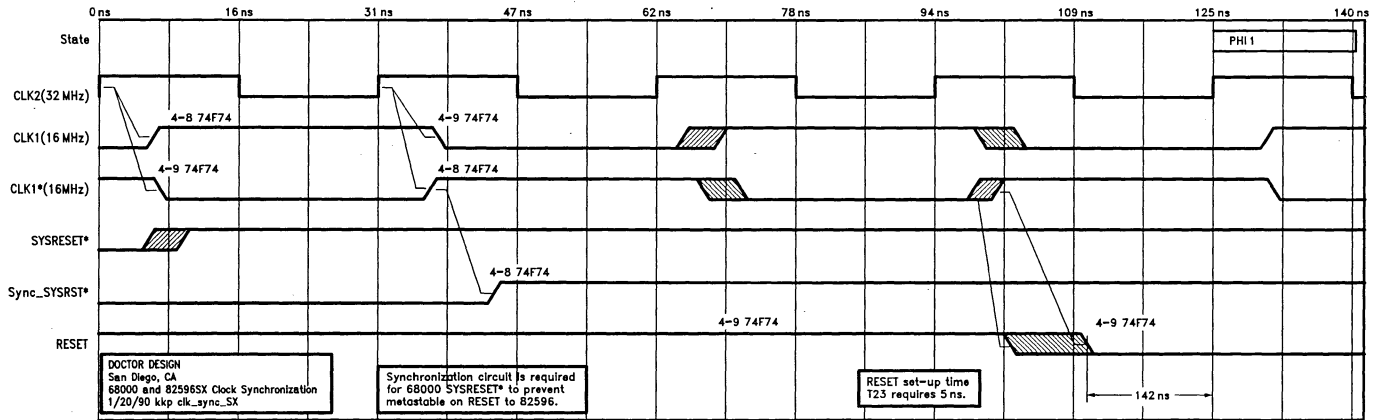 0 ns 16 ns 31 ns 47 ns 62 ns 78 ns 94 ns 109 ns 125 ns 140 ns
State
PHI 1
CLK2(32 MHz)
4-8 74F74
4-9 74F74
CLK1(16 MHz)
4-9 74F74
4-8 74F74
CLK1*(16MHz)
SYSRESET*
4-8 74F74
Sync_SYSRST*
4-9 74F74
4-9 74F74
RESET
DOCTOR DESIGN
San Diego, CA
68000 and 82596SX Clock Synchronization
1/20/90 kkp clk_sync_SX
Synchronization circuit is required
for 68000 SYSRESET* to prevent
metastable on RESET to 82596.
RESET set-up time
T23 requires 5 ns.
142 ns